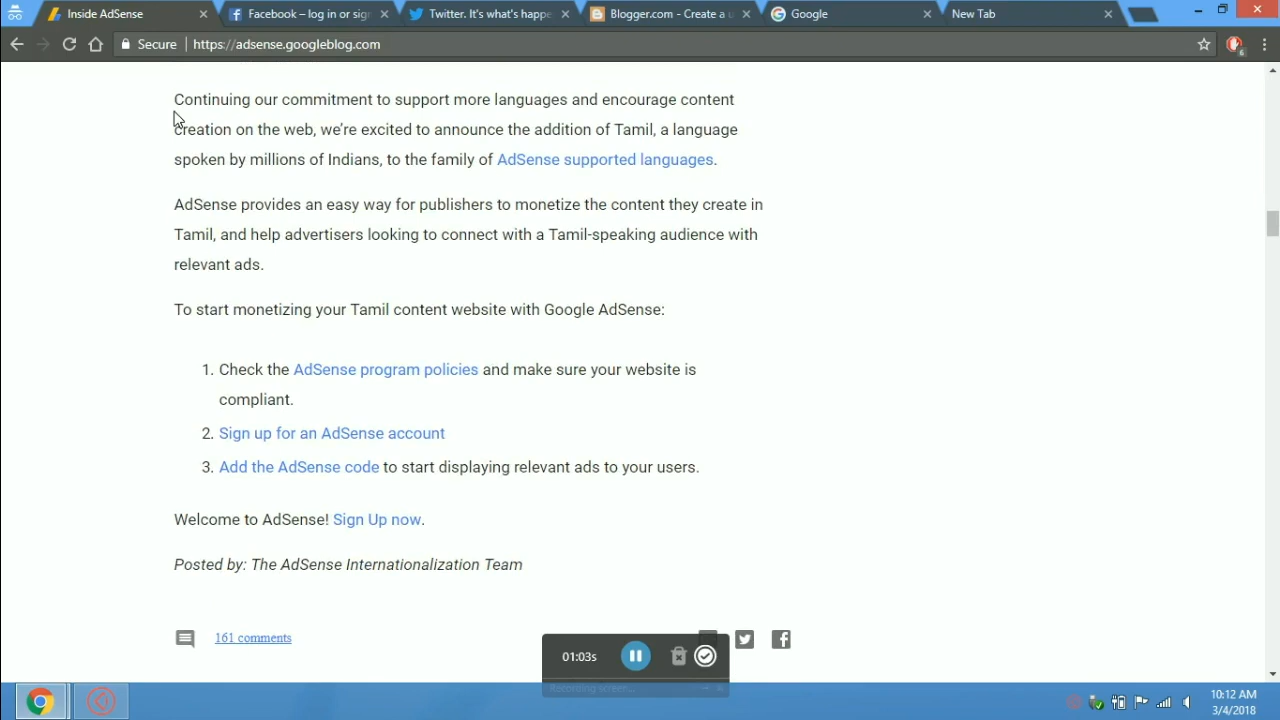 Inside AdSense
Facebook – log in or sign
Twitter. It's what's happe
Blogger.com - Create a u
Google
New Tab
Secure
https://adsense.googleblog.com
6
Continuing our commitment to support more languages and encourage content
creation on the web, we're excited to announce the addition of Tamil, a language
spoken by millions of Indians, to the family of AdSense supported languages.
AdSense provides an easy way for publishers to monetize the content they create in
Tamil, and help advertisers looking to connect with a Tamil-speaking audience with
relevant ads.
To start monetizing your Tamil content website with Google AdSense:
1. Check the AdSense program policies and make sure your website is
compliant.
2. Sign up for an AdSense account
3. Add the AdSense code to start displaying relevant ads to your users.
Welcome to AdSense! Sign Up now.
Posted by: The AdSense Internationalization Team
161 comments
01:03s
Recording screen...
10:12 AM
3/4/2018